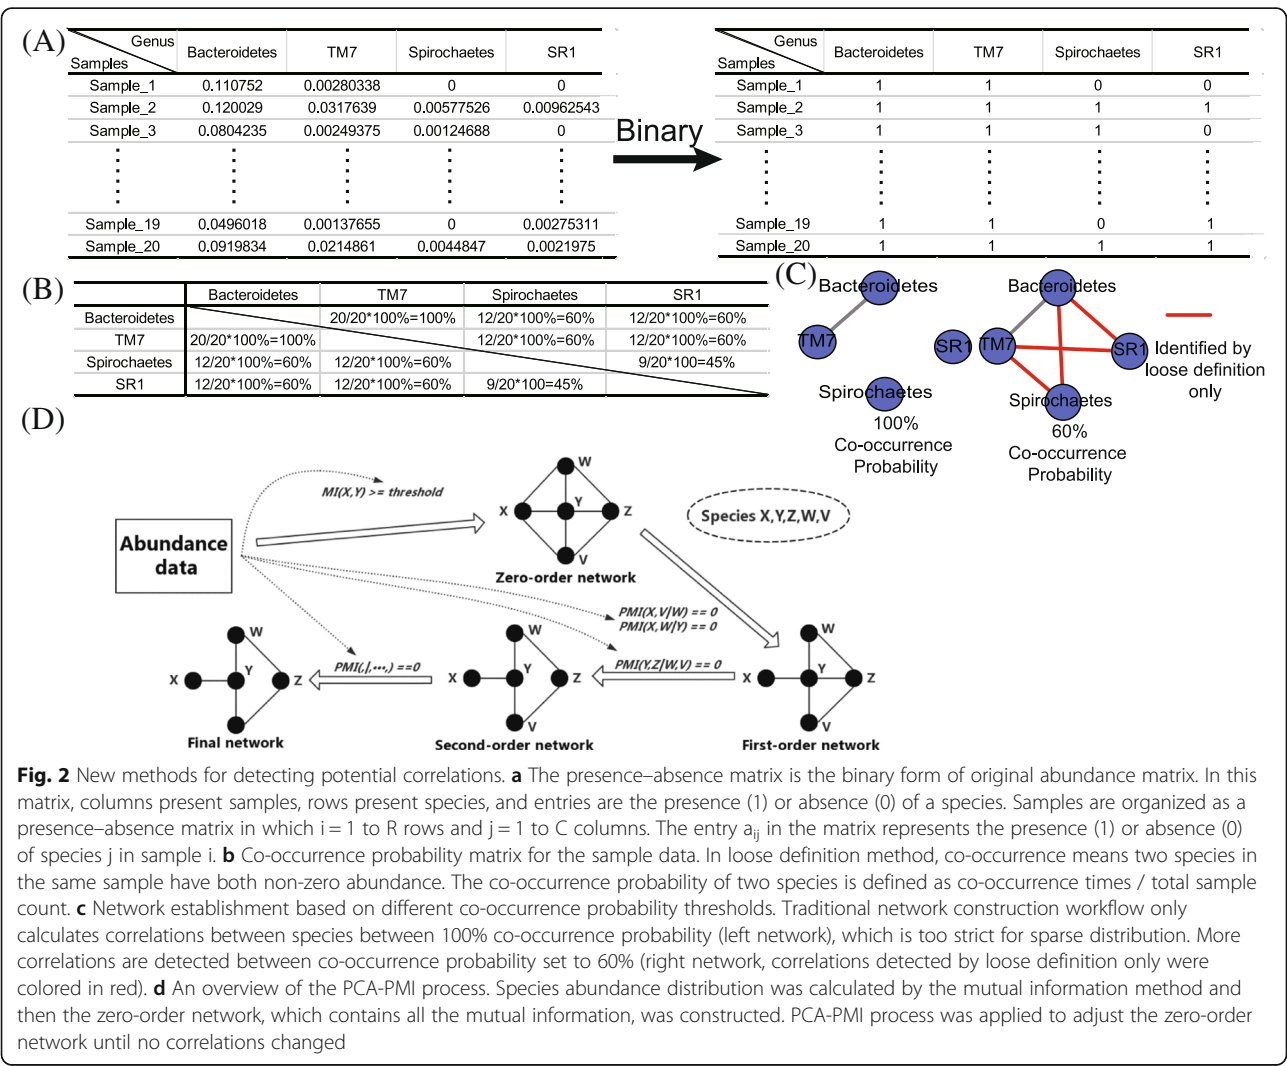 (A)
Genus
Samples
Bacteroidetes TM7 Spirochaetes SR1
Sample_1 0.110752 0.00280338 0 0
Sample_2 0.120029 0.0317639 0.00577526 0.00962543
Sample_3 0.0804235 0.00249375 0.00124688 0
Sample_19 0.0496018 0.00137655 0 0.00275311
Sample_20 0.0919834 0.0214861 0.0044847 0.0021975
Binary
Genus
Samples
Bacteroidetes TM7 Spirochaetes SR1
Sample_1 1 1 0 0
Sample_2 1 1 1 1
Sample_3 1 1 1 0
Sample_19 1 1 0 1
Sample_20 1 1 1 1
(B)
Bacteroidetes TM7 Spirochaetes SR1
Bacteroidetes 20/20*100%=100% 12/20*100%=60% 12/20*100%=60%
TM7 20/20*100%=100% 12/20*100%=60% 12/20*100%=60%
Spirochaetes 12/20*100%=60% 12/20*100%=60% 9/20*100=45%
SR1 12/20*100%=60% 12/20*100%=60% 9/20*100=45%
(C)
Bacteroidetes
TM7
SR1
Spirochaetes
100%
Co-occurrence
Probability
Bacteroidetes
TM7
SR1
Spirochaetes
60%
Co-occurrence
Probability
Identified by
loose definition
only
(D)
Abundance
data
MI(X,Y) >= threshold
W
X
Y
Z
V
Zero-order network
Species X,Y,Z,W,V
PMI(X,V|W) == 0
PMI(X,W|Y) == 0
W
X
Y
Z
V
First-order network
PMI(Y,Z|W,V) == 0
W
X
Y
Z
V
Second-order network
PMI(,|,···,) ==0
W
X
Y
Z
Final network
Fig. 2 New methods for detecting potential correlations. a The presence–absence matrix is the binary form of original abundance matrix. In this
matrix, columns present samples, rows present species, and entries are the presence (1) or absence (0) of a species. Samples are organized as a
presence–absence matrix in which i = 1 to R rows and j = 1 to C columns. The entry aij in the matrix represents the presence (1) or absence (0)
of species j in sample i. b Co-occurrence probability matrix for the sample data. In loose definition method, co-occurrence means two species in
the same sample have both non-zero abundance. The co-occurrence probability of two species is defined as co-occurrence times / total sample
count. c Network establishment based on different co-occurrence probability thresholds. Traditional network construction workflow only
calculates correlations between species between 100% co-occurrence probability (left network), which is too strict for sparse distribution. More
correlations are detected between co-occurrence probability set to 60% (right network, correlations detected by loose definition only were
colored in red). d An overview of the PCA-PMI process. Species abundance distribution was calculated by the mutual information method and
then the zero-order network, which contains all the mutual information, was constructed. PCA-PMI process was applied to adjust the zero-order
network until no correlations changed